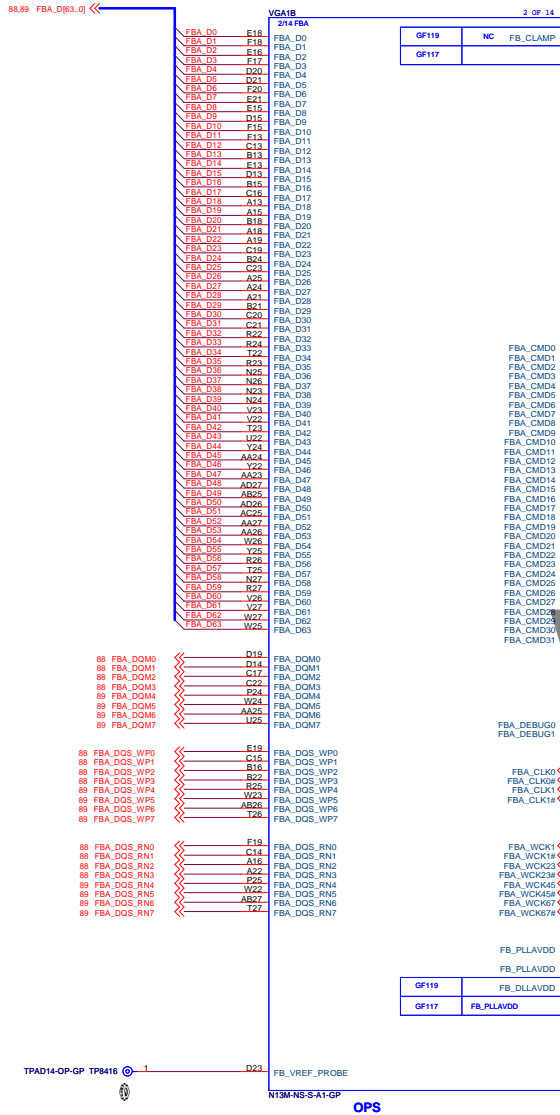 88,89 FBA_D[63..0]
VGA1B 2 OF 14
2/14 FBA
GF119 NC FB_CLAMP
GF117
FBA_D0 E18 FBA_D0
FBA_D1 F18 FBA_D1
FBA_D2 E16 FBA_D2
FBA_D3 F17 FBA_D3
FBA_D4 D20 FBA_D4
FBA_D5 D21 FBA_D5
FBA_D6 F20 FBA_D6
FBA_D7 E21 FBA_D7
FBA_D8 E15 FBA_D8
FBA_D9 D15 FBA_D9
FBA_D10 F15 FBA_D10
FBA_D11 F13 FBA_D11
FBA_D12 C13 FBA_D12
FBA_D13 B13 FBA_D13
FBA_D14 E13 FBA_D14
FBA_D15 D13 FBA_D15
FBA_D16 B15 FBA_D16
FBA_D17 C16 FBA_D17
FBA_D18 A13 FBA_D18
FBA_D19 A15 FBA_D19
FBA_D20 B18 FBA_D20
FBA_D21 A18 FBA_D21
FBA_D22 A19 FBA_D22
FBA_D23 C19 FBA_D23
FBA_D24 B24 FBA_D24
FBA_D25 C23 FBA_D25
FBA_D26 A25 FBA_D26
FBA_D27 A24 FBA_D27
FBA_D28 A21 FBA_D28
FBA_D29 B21 FBA_D29
FBA_D30 C20 FBA_D30
FBA_D31 C21 FBA_D31
FBA_D32 R22 FBA_D32
FBA_D33 R24 FBA_D33 FBA_CMD0
FBA_D34 T22 FBA_D34 FBA_CMD1
FBA_D35 R23 FBA_D35 FBA_CMD2
FBA_D36 N25 FBA_D36 FBA_CMD3
FBA_D37 N26 FBA_D37 FBA_CMD4
FBA_D38 N23 FBA_D38 FBA_CMD5
FBA_D39 N24 FBA_D39 FBA_CMD6
FBA_D40 V23 FBA_D40 FBA_CMD7
FBA_D41 V22 FBA_D41 FBA_CMD8
FBA_D42 T23 FBA_D42 FBA_CMD9
FBA_D43 U22 FBA_D43 FBA_CMD10
FBA_D44 Y24 FBA_D44 FBA_CMD11
FBA_D45 AA24 FBA_D45 FBA_CMD12
FBA_D46 Y22 FBA_D46 FBA_CMD13
FBA_D47 AA23 FBA_D47 FBA_CMD14
FBA_D48 AD27 FBA_D48 FBA_CMD15
FBA_D49 AB25 FBA_D49 FBA_CMD16
FBA_D50 AD26 FBA_D50 FBA_CMD17
FBA_D51 AC25 FBA_D51 FBA_CMD18
FBA_D52 AA27 FBA_D52 FBA_CMD19
FBA_D53 AA26 FBA_D53 FBA_CMD20
FBA_D54 W26 FBA_D54 FBA_CMD21
FBA_D55 Y25 FBA_D55 FBA_CMD22
FBA_D56 R26 FBA_D56 FBA_CMD23
FBA_D57 T25 FBA_D57 FBA_CMD24
FBA_D58 N27 FBA_D58 FBA_CMD25
FBA_D59 R27 FBA_D59 FBA_CMD26
FBA_D60 V26 FBA_D60 FBA_CMD27
FBA_D61 V27 FBA_D61 FBA_CMD28
FBA_D62 W27 FBA_D62 FBA_CMD29
FBA_D63 W25 FBA_D63 FBA_CMD30
FBA_CMD31
88 FBA_DQM0 D19 FBA_DQM0
88 FBA_DQM1 D14 FBA_DQM1
88 FBA_DQM2 C17 FBA_DQM2
88 FBA_DQM3 C22 FBA_DQM3
89 FBA_DQM4 P24 FBA_DQM4
89 FBA_DQM5 W24 FBA_DQM5
89 FBA_DQM6 AA25 FBA_DQM6
89 FBA_DQM7 U25 FBA_DQM7 FBA_DEBUG0
FBA_DEBUG1
88 FBA_DQS_WP0 E19 FBA_DQS_WP0
88 FBA_DQS_WP1 C15 FBA_DQS_WP1
88 FBA_DQS_WP2 B16 FBA_DQS_WP2 FBA_CLK0
88 FBA_DQS_WP3 B22 FBA_DQS_WP3 FBA_CLK0#
89 FBA_DQS_WP4 R25 FBA_DQS_WP4 FBA_CLK1
89 FBA_DQS_WP5 W23 FBA_DQS_WP5 FBA_CLK1#
89 FBA_DQS_WP6 AB26 FBA_DQS_WP6
89 FBA_DQS_WP7 T26 FBA_DQS_WP7
88 FBA_DQS_RN0 F19 FBA_DQS_RN0 FBA_WCK1
88 FBA_DQS_RN1 C14 FBA_DQS_RN1 FBA_WCK1#
88 FBA_DQS_RN2 A16 FBA_DQS_RN2 FBA_WCK23
88 FBA_DQS_RN3 A22 FBA_DQS_RN3 FBA_WCK23#
89 FBA_DQS_RN4 P25 FBA_DQS_RN4 FBA_WCK45
89 FBA_DQS_RN5 W22 FBA_DQS_RN5 FBA_WCK45#
89 FBA_DQS_RN6 AB27 FBA_DQS_RN6 FBA_WCK67
89 FBA_DQS_RN7 T27 FBA_DQS_RN7 FBA_WCK67#
FB_PLLAVDD
FB_PLLAVDD
GF119 FB_DLLAVDD
GF117 FB_PLLAVDD
TPAD14-OP-GP TP8416 1 D23 FB_VREF_PROBE
N13M-NS-S-A1-GP
OPS